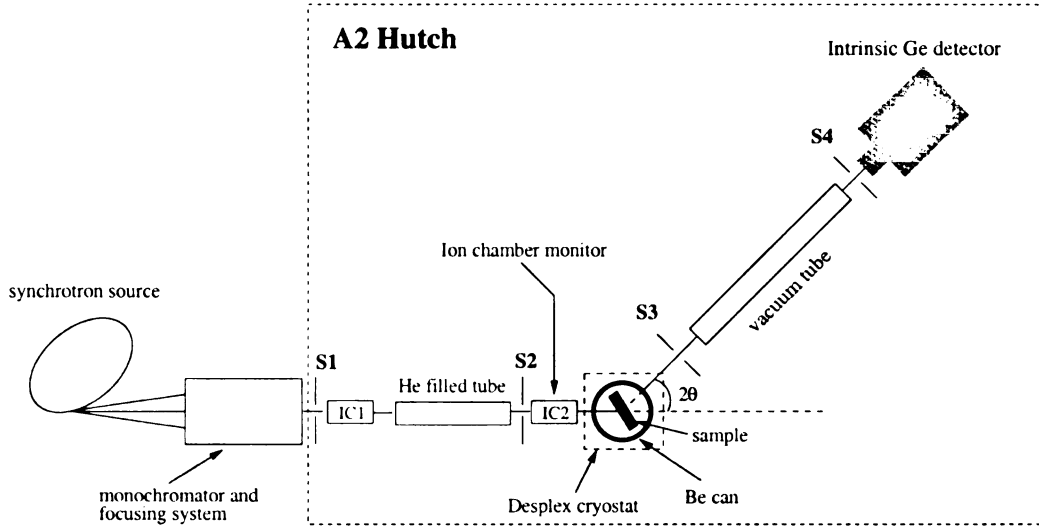 A2 Hutch
Intrinsic Ge detector
S4
Ion chamber monitor
vacuum tube
synchrotron source
S3
S1
S2
He filled tube
2θ
IC1
IC2
sample
monochromator and
focusing system
Desplex cryostat
Be can